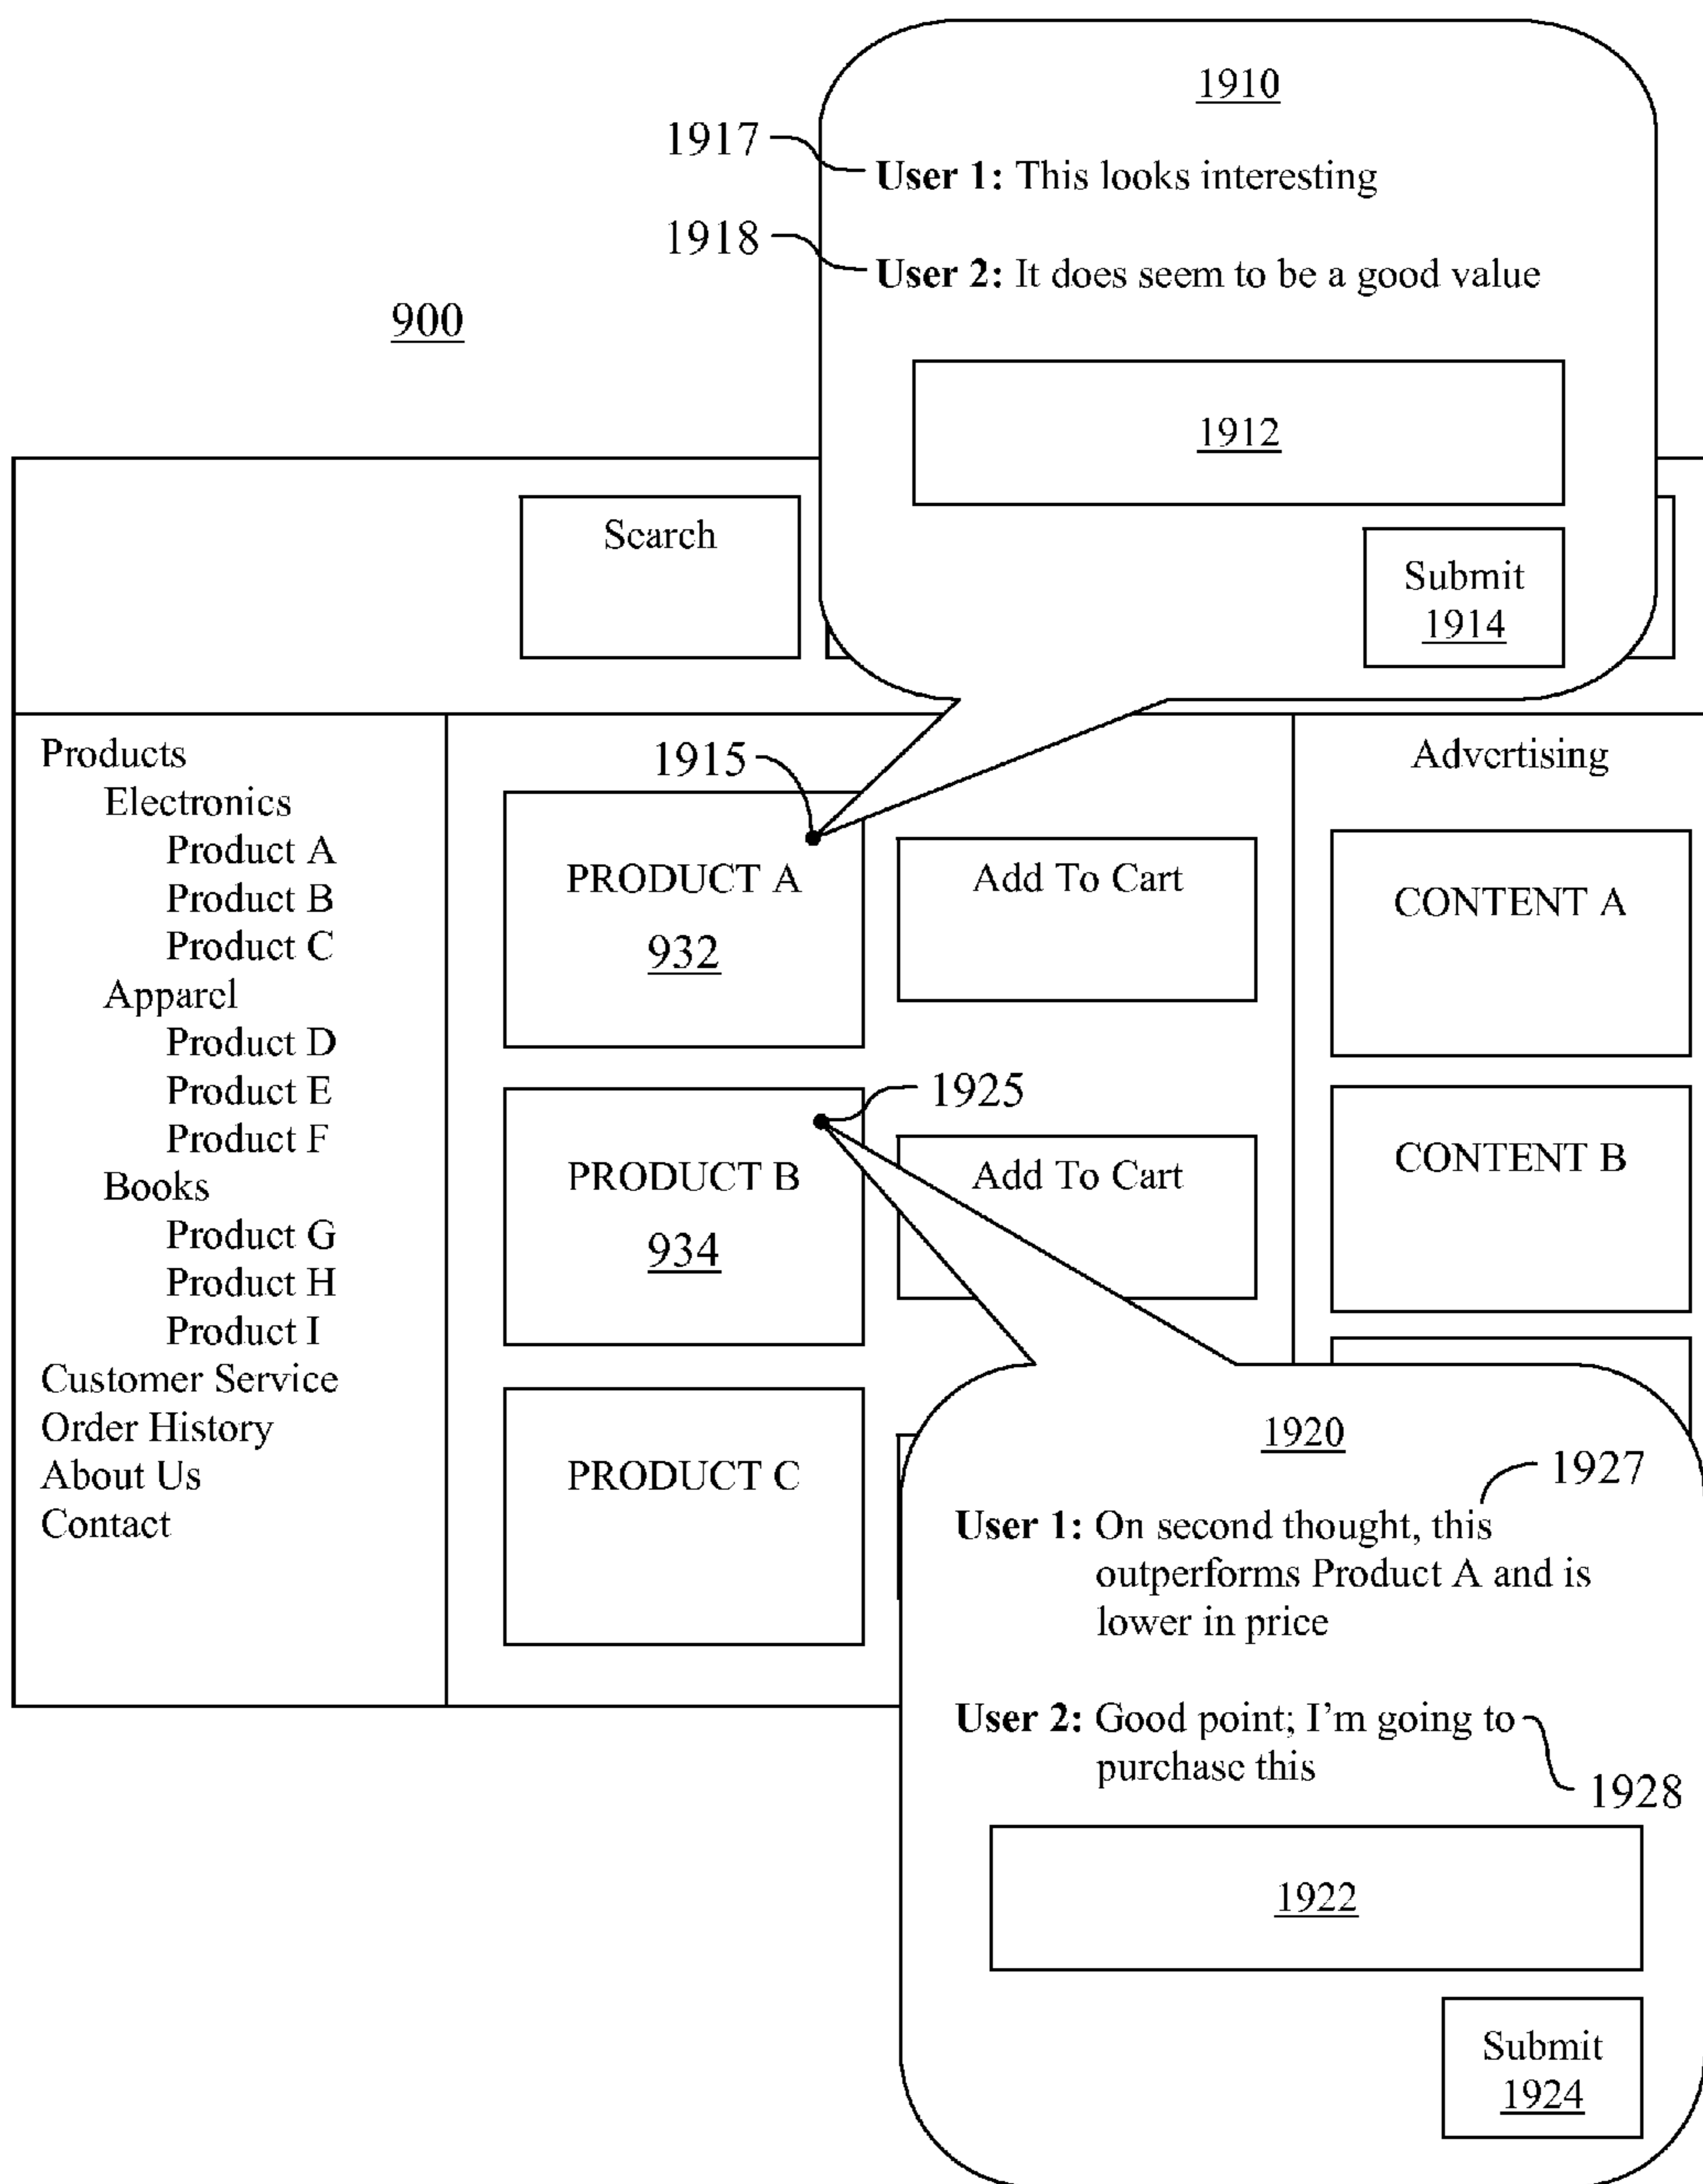 1910
1917
User 1: This looks interesting
1918
User 2: It does seem to be a good value
900
1912
Search
Submit
1914
Products
Electronics
Product A
Product B
Product C
Apparel
Product D
Product E
Product F
Books
Product G
Product H
Product I
Customer Service
Order History
About Us
Contact
1915
PRODUCT A
932
Add To Cart
1925
PRODUCT B
934
Add To Cart
PRODUCT C
Advertising
CONTENT A
CONTENT B
1920
1927
User 1: On second thought, this
outperforms Product A and is
lower in price
User 2: Good point; I'm going to
purchase this
1928
1922
Submit
1924